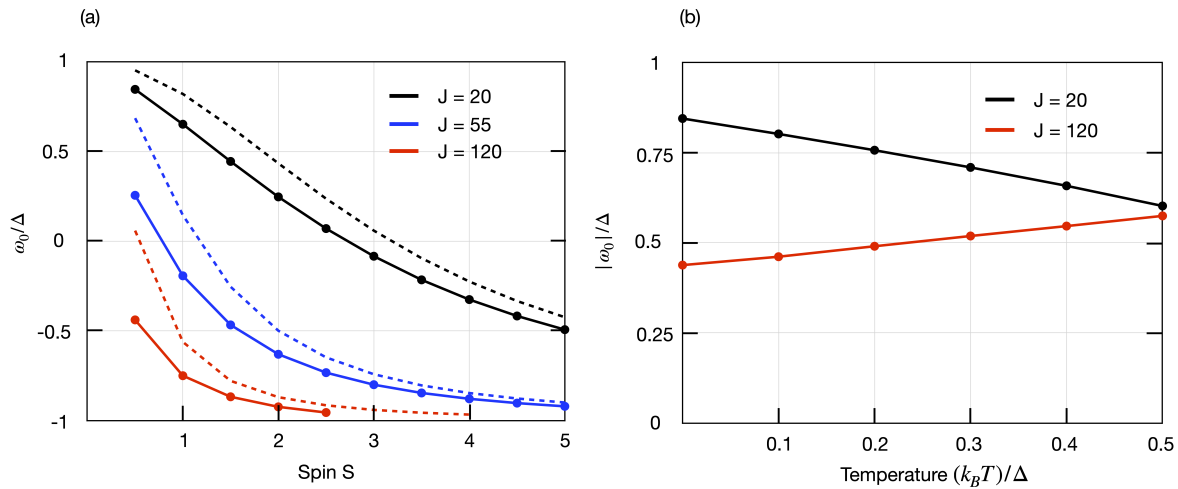 (a)
1
0.5
0
-0.5
-1
ω₀/Δ
J = 20
J = 55
J = 120
1
2
3
4
5
Spin S
(b)
1
0.75
0.5
0.25
0
|ω₀|/Δ
J = 20
J = 120
0.1
0.2
0.3
0.4
0.5
Temperature (k_BT)/Δ